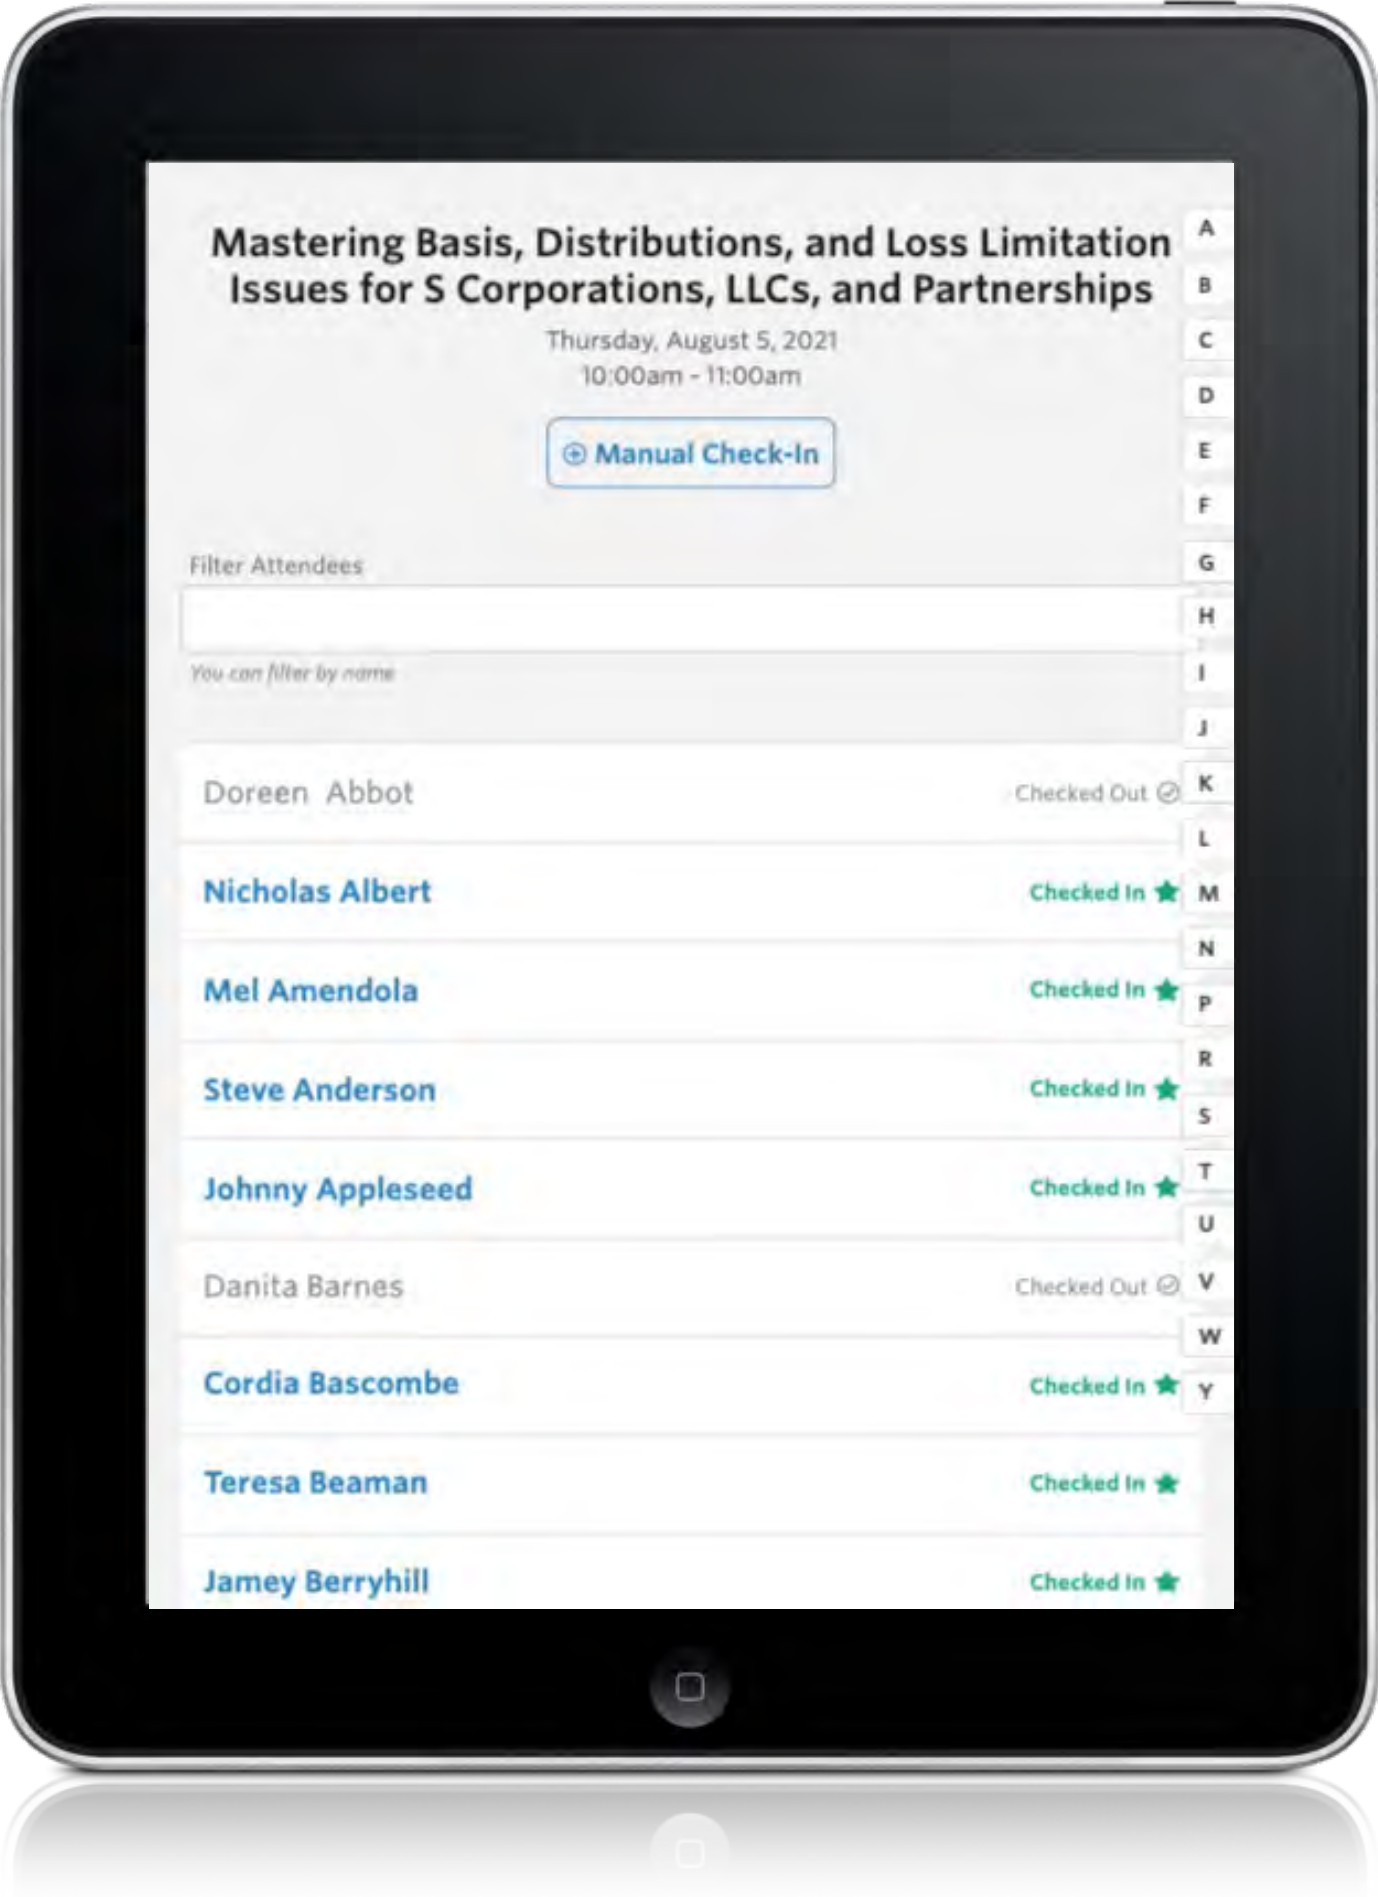 Mastering Basis, Distributions, and Loss Limitation
Issues for S Corporations, LLCs, and Partnerships
Thursday, August 5, 2021
10:00am - 11:00am
Manual Check-In
Filter Attendees
You can filter by name
Doreen Abbot Checked Out
Nicholas Albert Checked In
Mel Amendola Checked In
Steve Anderson Checked In
Johnny Appleseed Checked In
Danita Barnes Checked Out
Cordia Bascombe Checked In
Teresa Beaman Checked In
Jamey Berryhill Checked In
A
B
C
D
E
F
G
H
I
J
K
L
M
N
P
R
S
T
U
V
W
Y